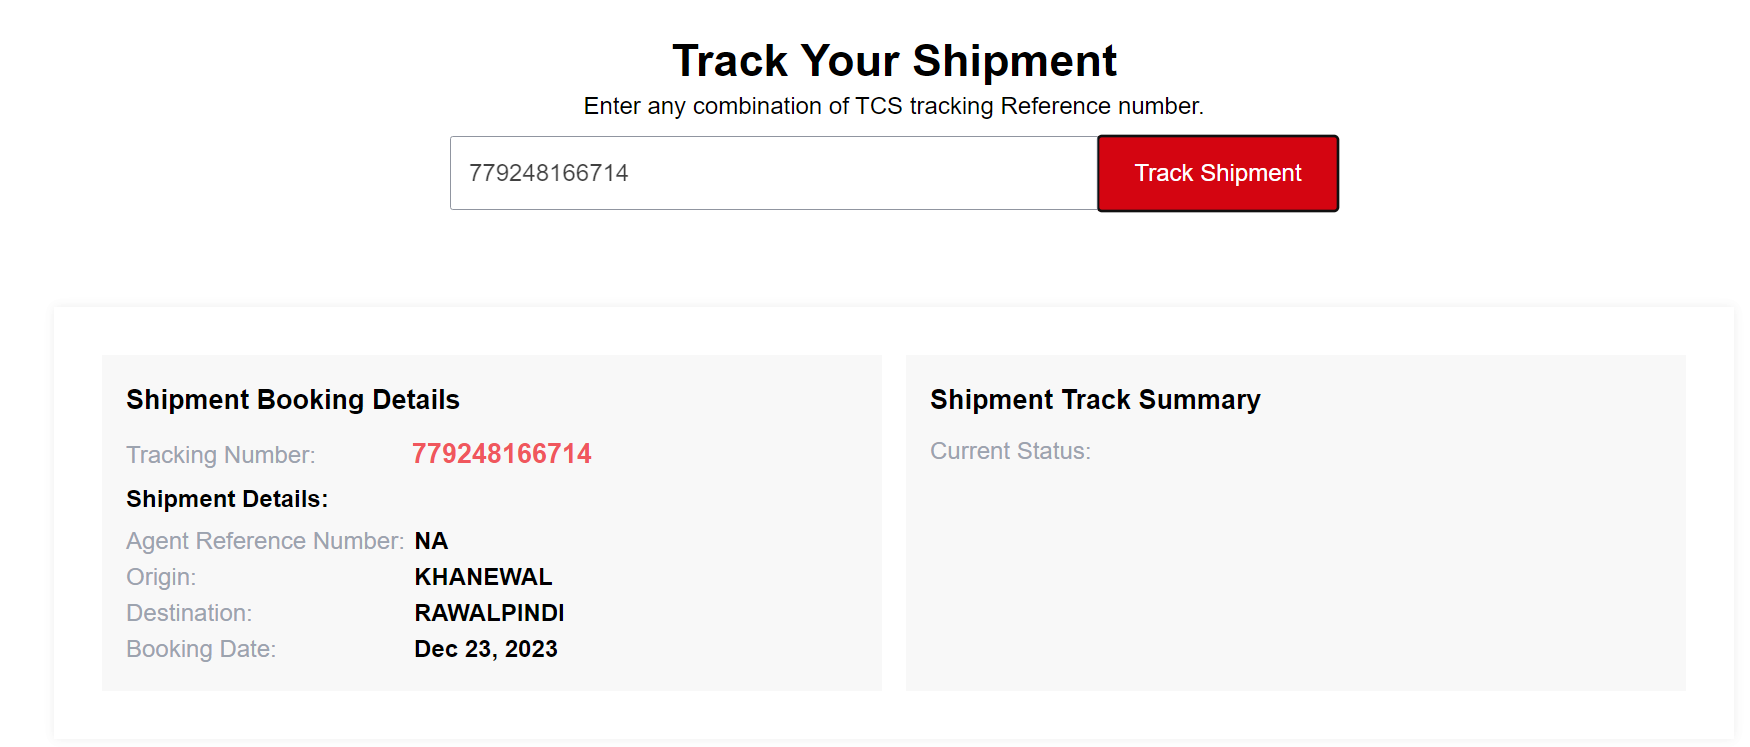 Track Your Shipment
Enter any combination of TCS tracking Reference number.
779248166714
Track Shipment
Shipment Booking Details
Tracking Number: 779248166714
Shipment Details:
Agent Reference Number: NA
Origin: KHANEWAL
Destination: RAWALPINDI
Booking Date: Dec 23, 2023
Shipment Track Summary
Current Status: